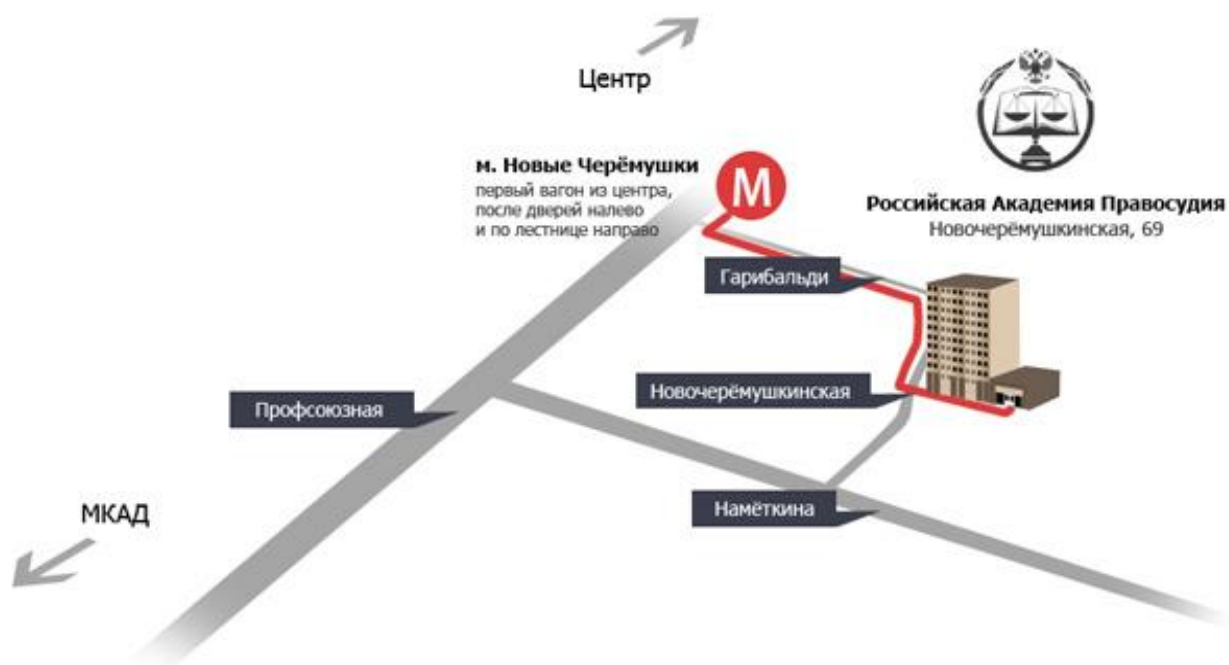 Центр
м. Новые Черёмушки
первый вагон из центра,
после дверей налево
и по лестнице направо
М
Российская Академия Правосудия
Новочерёмушкинская, 69
Гарибальди
Новочерёмушкинская
Профсоюзная
Намёткина
МКАД